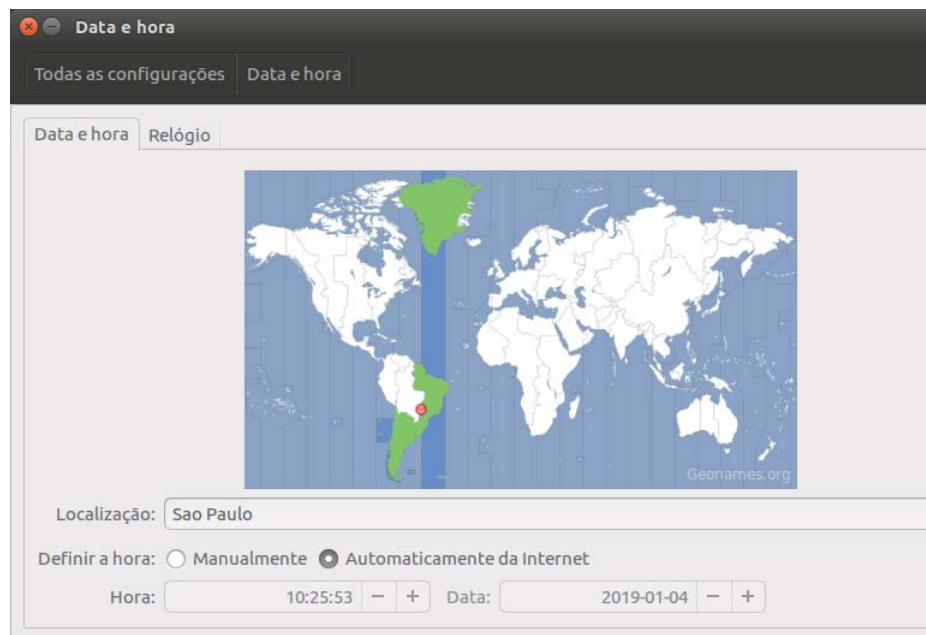 Data e hora
Todas as configurações Data e hora
Data e hora Relógio
Geonames.org
Localização: Sao Paulo
Definir a hora: Manualmente Automaticamente da Internet
Hora: 10:25:53 − + Data: 2019-01-04 − +